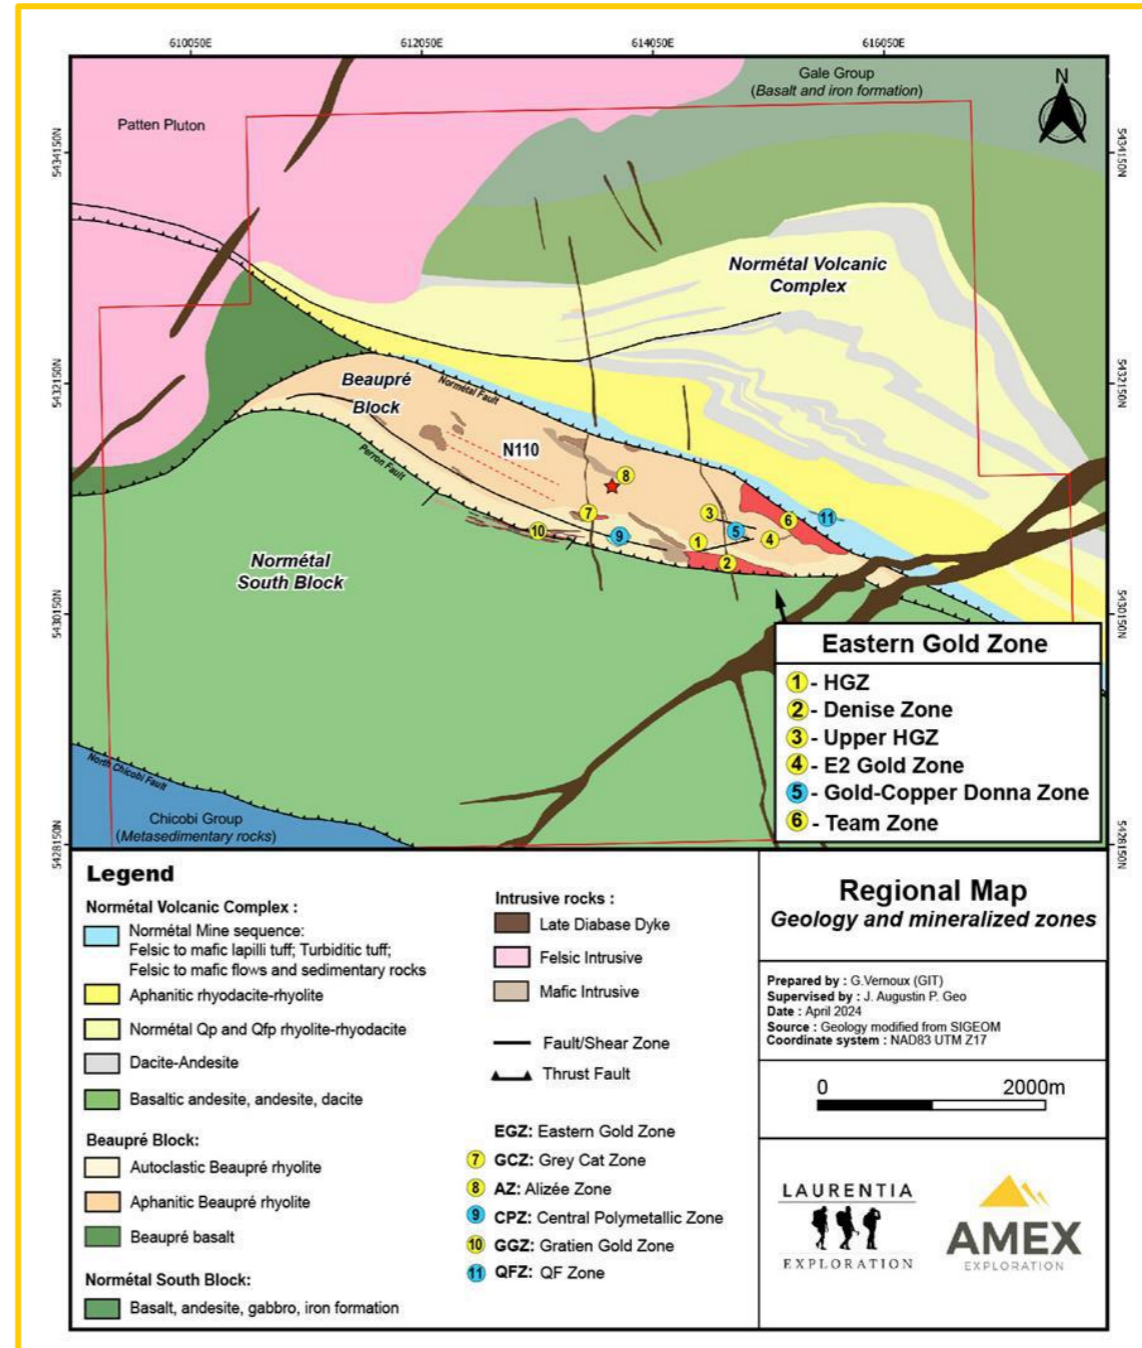 610050E 612050E 614050E 616050E
Gale Group
(Basalt and iron formation)
N
Patten Pluton
5434150N
5434150N
Normétal Volcanic
Complex
5432150N
5432150N
Beaupré
Block
Normétal Fault
N110
Perron Fault
8
7
3
6
11
10
9
5
1
4
2
Normétal
South Block
5430150N
5430150N
Eastern Gold Zone
1 - HGZ
2 - Denise Zone
3 - Upper HGZ
4 - E2 Gold Zone
5 - Gold-Copper Donna Zone
6 - Team Zone
North Chicobi Fault
Chicobi Group
(Metasedimentary rocks)
5428150N
5428150N
Legend
Normétal Volcanic Complex :
Normétal Mine sequence:
Felsic to mafic lapilli tuff; Turbiditic tuff;
Felsic to mafic flows and sedimentary rocks
Aphanitic rhyodacite-rhyolite
Normétal Qp and Qfp rhyolite-rhyodacite
Dacite-Andesite
Basaltic andesite, andesite, dacite
Beaupré Block:
Autoclastic Beaupré rhyolite
Aphanitic Beaupré rhyolite
Beaupré basalt
Normétal South Block:
Basalt, andesite, gabbro, iron formation
Intrusive rocks :
Late Diabase Dyke
Felsic Intrusive
Mafic Intrusive
Fault/Shear Zone
Thrust Fault
EGZ: Eastern Gold Zone
7 GCZ: Grey Cat Zone
8 AZ: Alizée Zone
9 CPZ: Central Polymetallic Zone
10 GGZ: Gratien Gold Zone
11 QFZ: QF Zone
Regional Map
Geology and mineralized zones
Prepared by : G.Vernoux (GIT)
Supervised by : J. Augustin P. Geo
Date : April 2024
Source : Geology modified from SIGEOM
Coordinate system : NAD83 UTM Z17
0 2000m
LAURENTIA
EXPLORATION
AMEX
EXPLORATION